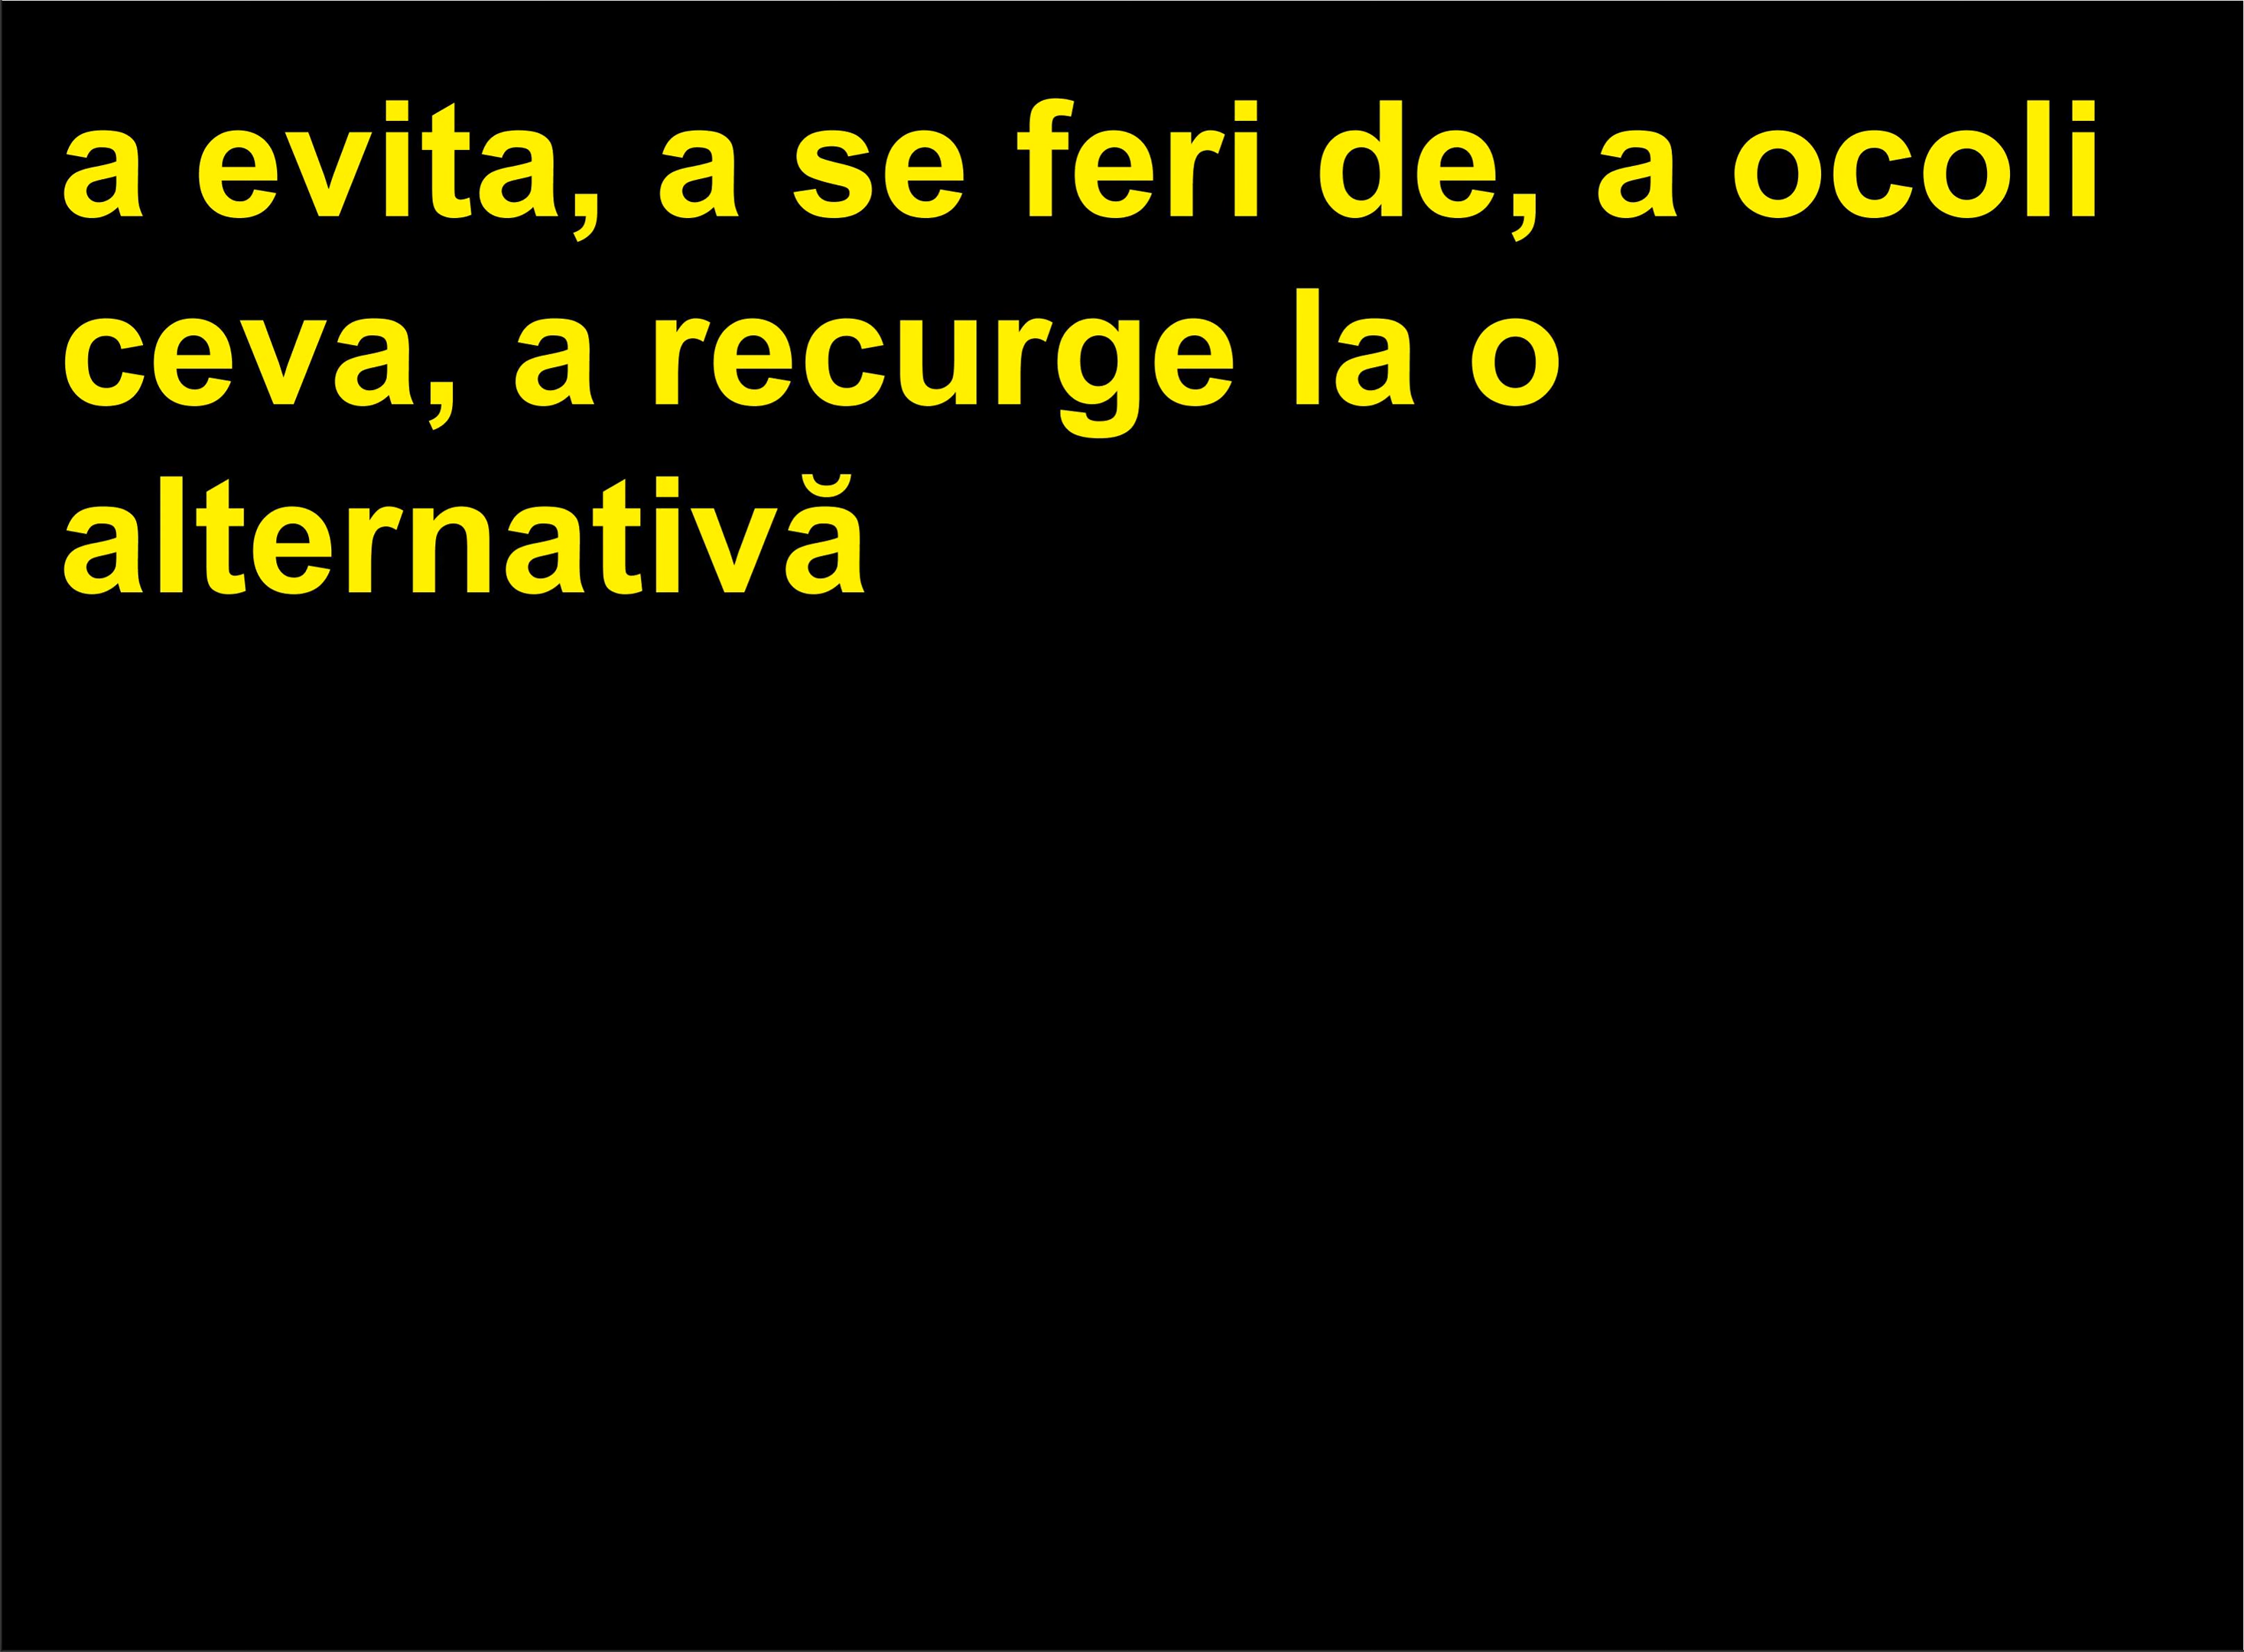 a evita, a se feri de, a ocoli
ceva, a recurge la o
alternativă